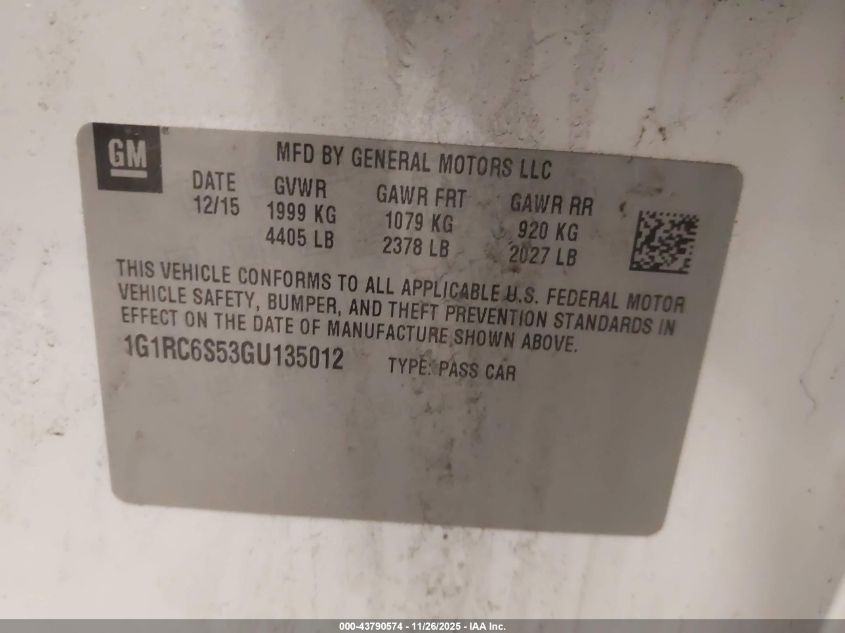 GM
MFD BY GENERAL MOTORS LLC
DATE GVWR GAWR FRT GAWR RR
12/15 1999 KG 1079 KG 920 KG
4405 LB 2378 LB 2027 LB
THIS VEHICLE CONFORMS TO ALL APPLICABLE U.S. FEDERAL MOTOR
VEHICLE SAFETY, BUMPER, AND THEFT PREVENTION STANDARDS IN
EFFECT ON THE DATE OF MANUFACTURE SHOWN ABOVE.
1G1RC6S53GU135012 TYPE: PASS CAR
000-43790574 - 11/26/2025 - IAA Inc.